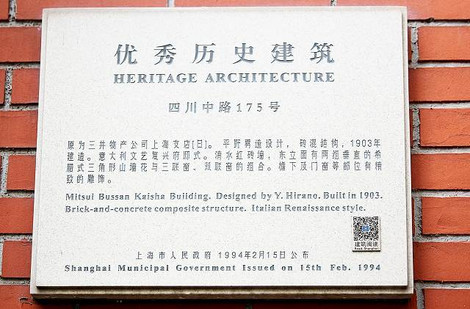 优秀历史建筑
HERITAGE ARCHITECTURE
四川中路175号
原为三井物产公司上海支店[日]。平野勇造设计，砖混结构，1903年
建造。意大利文艺复兴府邸式。清水红砖墙，东立面有两组垂直的希
腊式三角形山墙花与三联窗、双联窗的组合。檐下及门窗等部位有精
致的雕饰。
Mitsui Bussan Kaisha Building. Designed by Y. Hirano. Built in 1903.
Brick-and-concrete composite structure. Italian Renaissance style.
建筑阅读
上海市人民政府 1994年2月15日公布
Shanghai Municipal Government Issued on 15th Feb. 1994